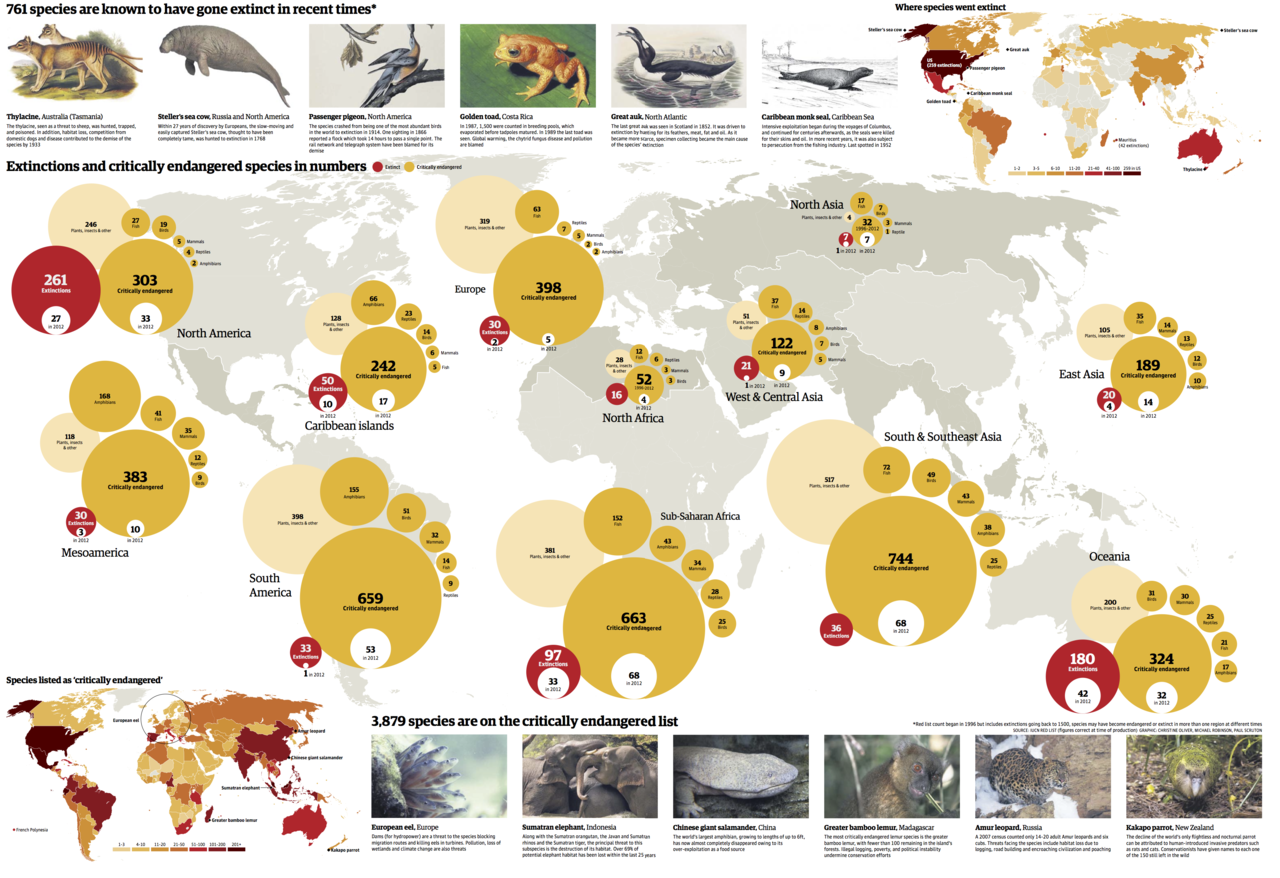 761 species are known to have gone extinct in recent times*
Thylacine, Australia (Tasmania)
The thylacine, seen as a threat to sheep, was hunted, trapped,
and poisoned. In addition, habitat loss, competition from
domestic dogs and disease contributed to the demise of the
species by 1933
Steller's sea cow, Russia and North America
Within 27 years of discovery by Europeans, the slow moving and
easily captured Steller's sea cow, thought to have been
completely tame, was hunted to extinction in 1768
Passenger pigeon, North America
The species crashed from being one of the most abundant birds
in the world to extinction in 1914. One sighting in 1866
reported a flock which took 14 hours to pass a single point. The
rail network and telegraph system have been blamed for its
demise
Golden toad, Costa Rica
In 1987, 1,500 were counted in breeding pools, which
evaporated before tadpoles matured. In 1989 the last toad was
seen. Global warming, the chytrid fungus disease and pollution
are blamed
Great auk, North Atlantic
The last great auk was seen in Scotland in 1852. It was driven to
extinction by hunting for its feathers, meat, fat and oil. As it
became more scarce, specimen collecting became the main cause
of the species' extinction
Caribbean monk seal, Caribbean Sea
Intensive exploitation began during the voyages of Columbus,
and continued for centuries afterwards, as the seals were killed
for their skins and oil. In more recent years, it was also subject
to persecution from the fishing industry. Last spotted in 1952
Where species went extinct
Steller's sea cow
Steller's sea cow
Great auk
US
(259 extinctions)
Passenger pigeon
Caribbean monk seal
Golden toad
Mauritius
(42 extinctions)
Thylacine
1-2
3-5
6-10
11-20
21-40
41-100
259 in US
Extinctions and critically endangered species in numbers
Extinct
Critically endangered
246
Plants, insects & other
27
Fish
19
Birds
5
Mammals
4
Reptiles
2
Amphibians
261
Extinctions
27
in 2012
303
Critically endangered
33
in 2012
North America
128
Plants, insects
& other
66
Amphibians
23
Reptiles
14
Birds
6
Mammals
5
Fish
242
Critically endangered
17
in 2012
50
Extinctions
10
in 2012
Caribbean islands
319
Plants, insects & other
63
Fish
7
Reptiles
5
Mammals
2
Birds
2
Amphibians
398
Critically endangered
5
in 2012
30
Extinctions
2
in 2012
Europe
North Asia
17
Fish
7
Birds
Plants, insects & other
4
3
Mammals
1
Reptile
32
1996-2012
7
in 2012
2
1 in 2012
28
Plants,
insects
& other
12
Fish
6
Reptiles
3
Mammals
3
Birds
52
1996-2012
4
in 2012
16
North Africa
51
Plants, insects
& other
37
Fish
14
Reptiles
8
Amphibians
7
Birds
5
Mammals
122
Critically endangered
9
in 2012
21
1 in 2012
West & Central Asia
105
Plants, insects
& other
35
Fish
14
Mammals
13
Reptiles
12
Birds
10
Amphibians
189
Critically endangered
14
in 2012
20
Extinctions
4
in 2012
East Asia
168
Amphibians
118
Plants, insects
& other
41
Fish
35
Mammals
12
Reptiles
9
Birds
383
Critically endangered
10
in 2012
30
Extinctions
3
in 2012
Mesoamerica
398
Plants, insects & other
155
Amphibians
51
Birds
32
Mammals
14
Fish
9
Reptiles
659
Critically endangered
53
in 2012
33
Extinctions
1 in 2012
South
America
381
Plants, insects & other
152
Fish
43
Amphibians
34
Mammals
28
Reptiles
25
Birds
663
Critically endangered
68
in 2012
97
Extinctions
33
in 2012
Sub-Saharan Africa
South & Southeast Asia
517
Plants, insects & other
72
Fish
49
Birds
43
Mammals
38
Amphibians
25
Reptiles
744
Critically endangered
68
in 2012
36
Extinctions
Oceania
200
Plants, insects & other
31
Birds
30
Mammals
25
Reptiles
21
Fish
17
Amphibians
324
Critically endangered
32
in 2012
180
Extinctions
42
in 2012
Species listed as 'critically endangered'
European eel
Amur leopard
Chinese giant salamander
Sumatran elephant
Greater bamboo lemur
French Polynesia
Kakapo parrot
1-3
3-5
6-10
11-20
21-50
51-100
101-200
201+
3,879 species are on the critically endangered list
*Red list count began in 1996 but includes extinctions going back to 1500, species may have become endangered or extinct in more than one region at different times
SOURCE: IUCN RED LIST (figures correct at time of production) GRAPHIC: CHRISTINE OLIVER, MICHAEL ROBINSON, PAUL SCRUTON
European eel, Europe
Dams (for hydropower) are a threat to the species blocking
migration routes and killing eels in turbines. Pollution, loss of
wetlands and climate change are also threats
Sumatran elephant, Indonesia
Along with the Sumatran orangutan, the Javan and Sumatran
rhinos and the Sumatran tiger, the principal threat to this
subspecies is the destruction of its habitat. Over 69% of
potential elephant habitat has been lost within the last 25 years
Chinese giant salamander, China
The world's largest amphibian, growing to lengths of up to 6ft,
has now almost completely disappeared owing to its
over-exploitation as a food source
Greater bamboo lemur, Madagascar
The most critically endangered lemur species is the greater
bamboo lemur, with fewer than 100 remaining in the island's
forests. Illegal logging, poverty, and political instability
undermine conservation efforts
Amur leopard, Russia
A 2007 census counted only 14-20 adult Amur leopards and six
cubs. Threats facing the species include habitat loss due to
logging, road building and encroaching civilization and poaching
Kakapo parrot, New Zealand
The decline of the world's only flightless and nocturnal parrot
can be attributed to human-introduced invasive predators such
as rats and cats. Conservationists have given names to each one
of the 150 still left in the wild